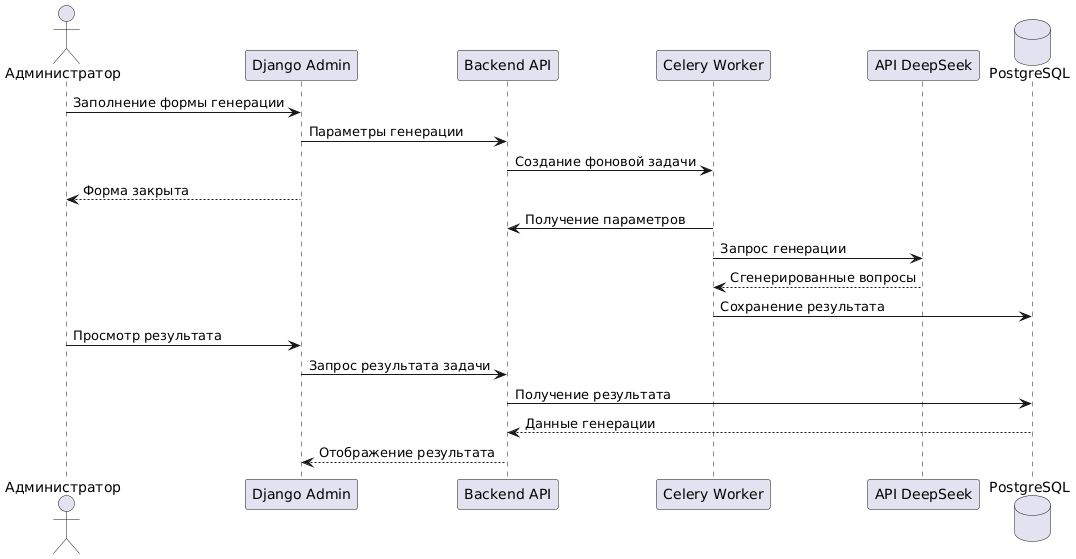 Администратор
Django Admin
Backend API
Celery Worker
API DeepSeek
PostgreSQL
Заполнение формы генерации
Параметры генерации
Создание фоновой задачи
Форма закрыта
Получение параметров
Запрос генерации
Сгенерированные вопросы
Сохранение результата
Просмотр результата
Запрос результата задачи
Получение результата
Данные генерации
Отображение результата
Администратор
Django Admin
Backend API
Celery Worker
API DeepSeek
PostgreSQL